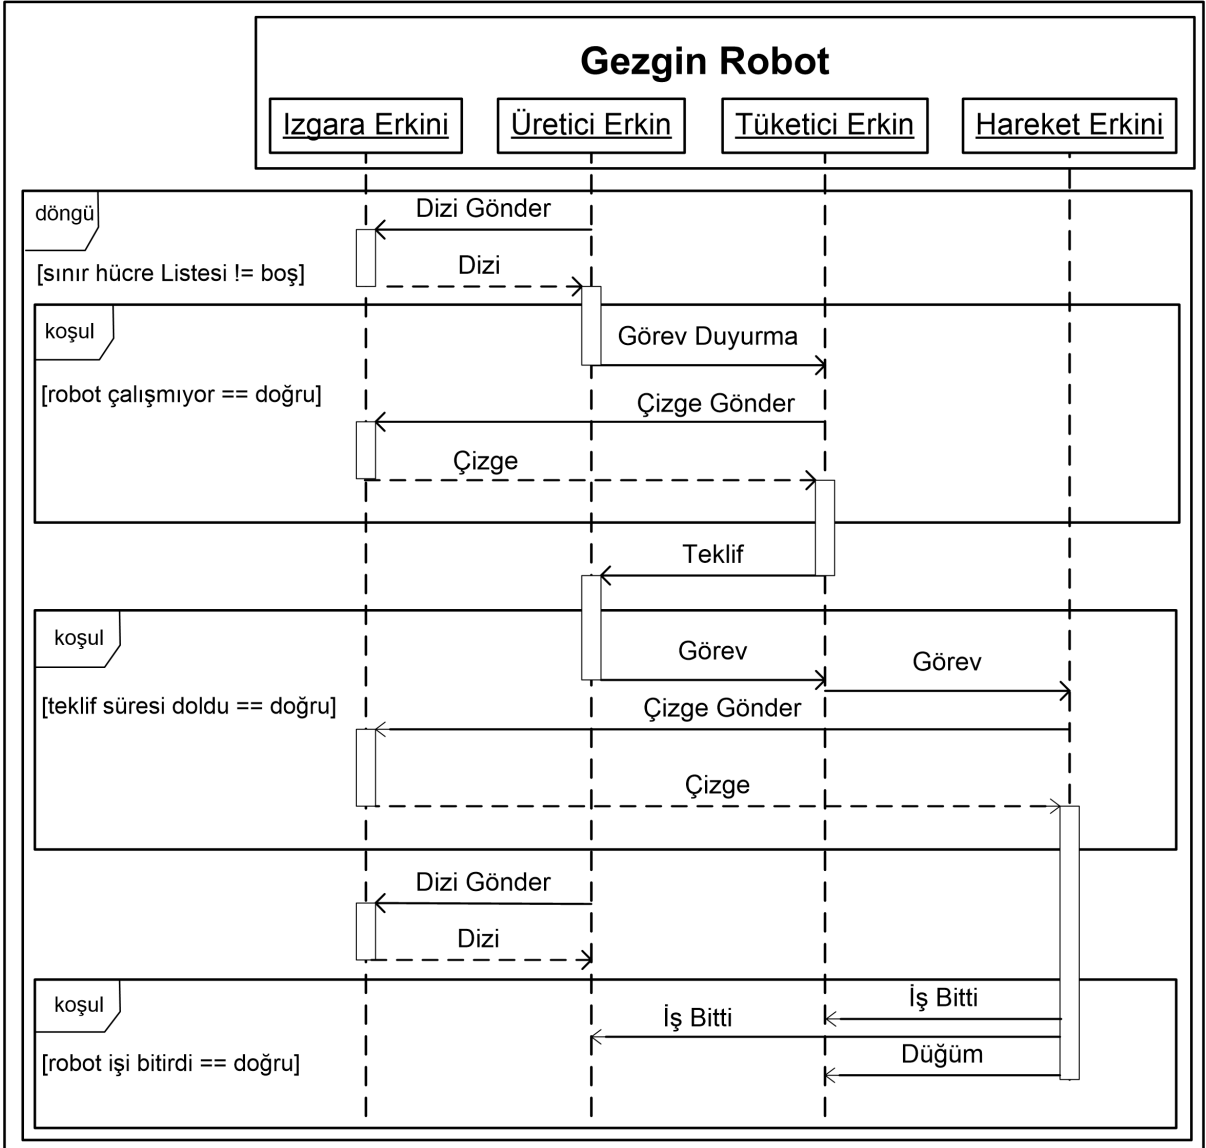 Gezgin Robot
Izgara Erkini
Üretici Erkin
Tüketici Erkin
Hareket Erkini
döngü
Dizi Gönder
[sınır hücre Listesi != boş]
Dizi
koşul
Görev Duyurma
[robot çalışmıyor == doğru]
Çizge Gönder
Çizge
Teklif
koşul
Görev
Görev
[teklif süresi doldu == doğru]
Çizge Gönder
Çizge
Dizi Gönder
Dizi
koşul
İş Bitti
İş Bitti
[robot işi bitirdi == doğru]
Düğüm